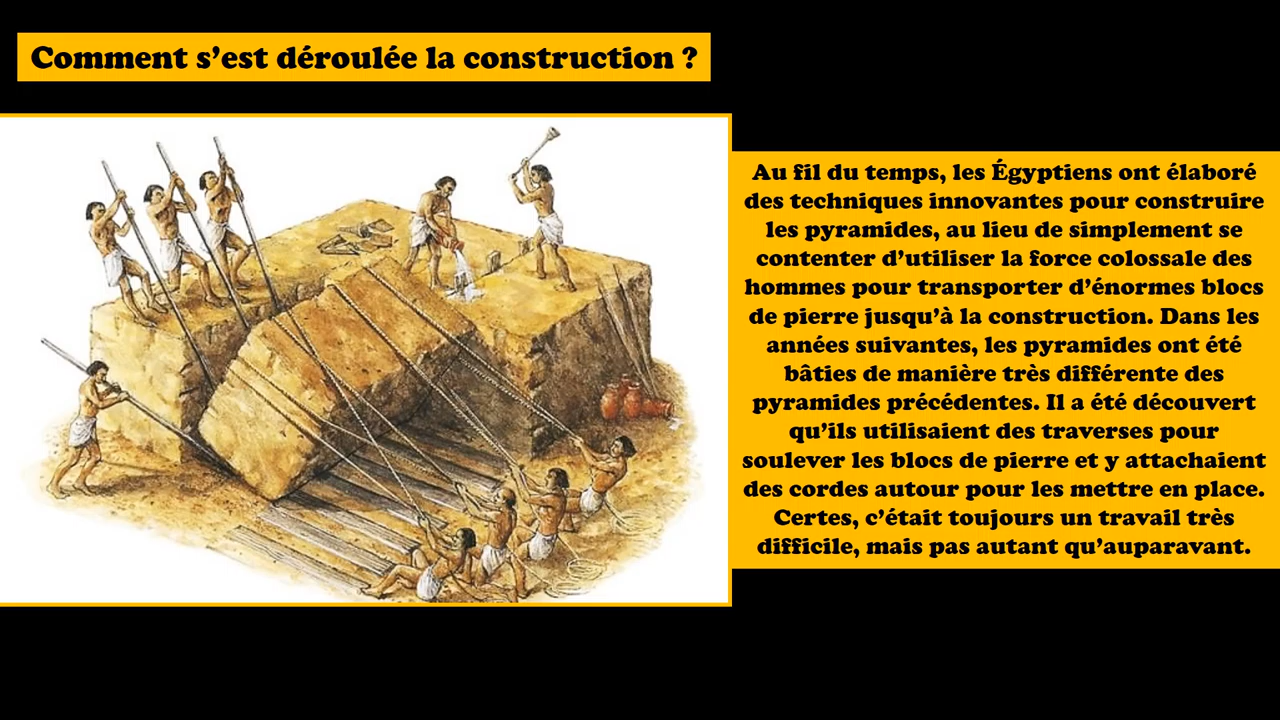 Comment s’est déroulée la construction ?
Au fil du temps, les Égyptiens ont élaboré
des techniques innovantes pour construire
les pyramides, au lieu de simplement se
contenter d’utiliser la force colossale des
hommes pour transporter d’énormes blocs
de pierre jusqu’à la construction. Dans les
années suivantes, les pyramides ont été
bâties de manière très différente des
pyramides précédentes. Il a été découvert
qu’ils utilisaient des traverses pour
soulever les blocs de pierre et y attachaient
des cordes autour pour les mettre en place.
Certes, c’était toujours un travail très
difficile, mais pas autant qu’auparavant.